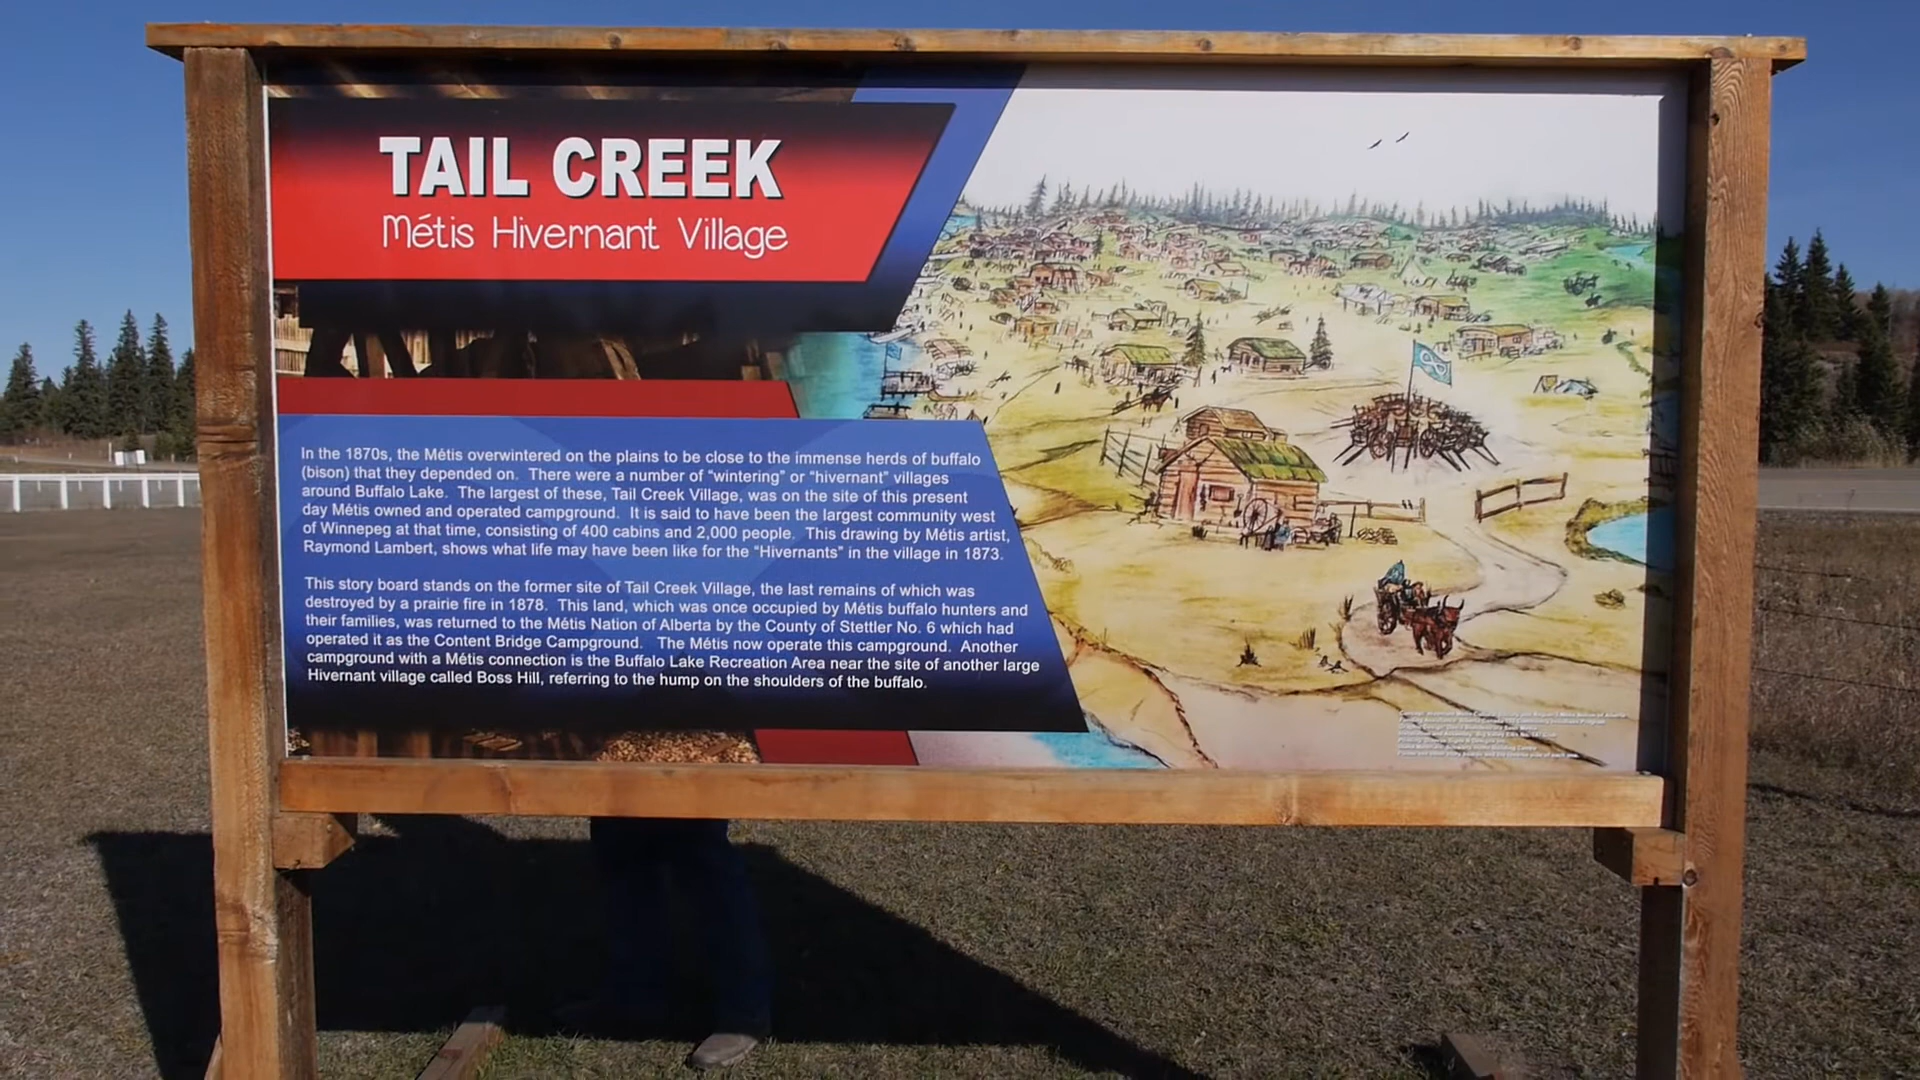 TAIL CREEK
Métis Hivernant Village
In the 1870s, the Métis overwintered on the plains to be close to the immense herds of buffalo
(bison) that they depended on. There were a number of “wintering” or “hivernant” villages
around Buffalo Lake. The largest of these, Tail Creek Village, was on the site of this present
day Métis owned and operated campground. It is said to have been the largest community west
of Winnepeg at that time, consisting of 400 cabins and 2,000 people. This drawing by Métis artist,
Raymond Lambert, shows what life may have been like for the “Hivernants” in the village in 1873.
This story board stands on the former site of Tail Creek Village, the last remains of which was
destroyed by a prairie fire in 1878. This land, which was once occupied by Métis buffalo hunters and
their families, was returned to the Métis Nation of Alberta by the County of Stettler No. 6 which had
operated it as the Content Bridge Campground. The Métis now operate this campground. Another
campground with a Métis connection is the Buffalo Lake Recreation Area near the site of another large
Hivernant village called Boss Hill, referring to the hump on the shoulders of the buffalo.